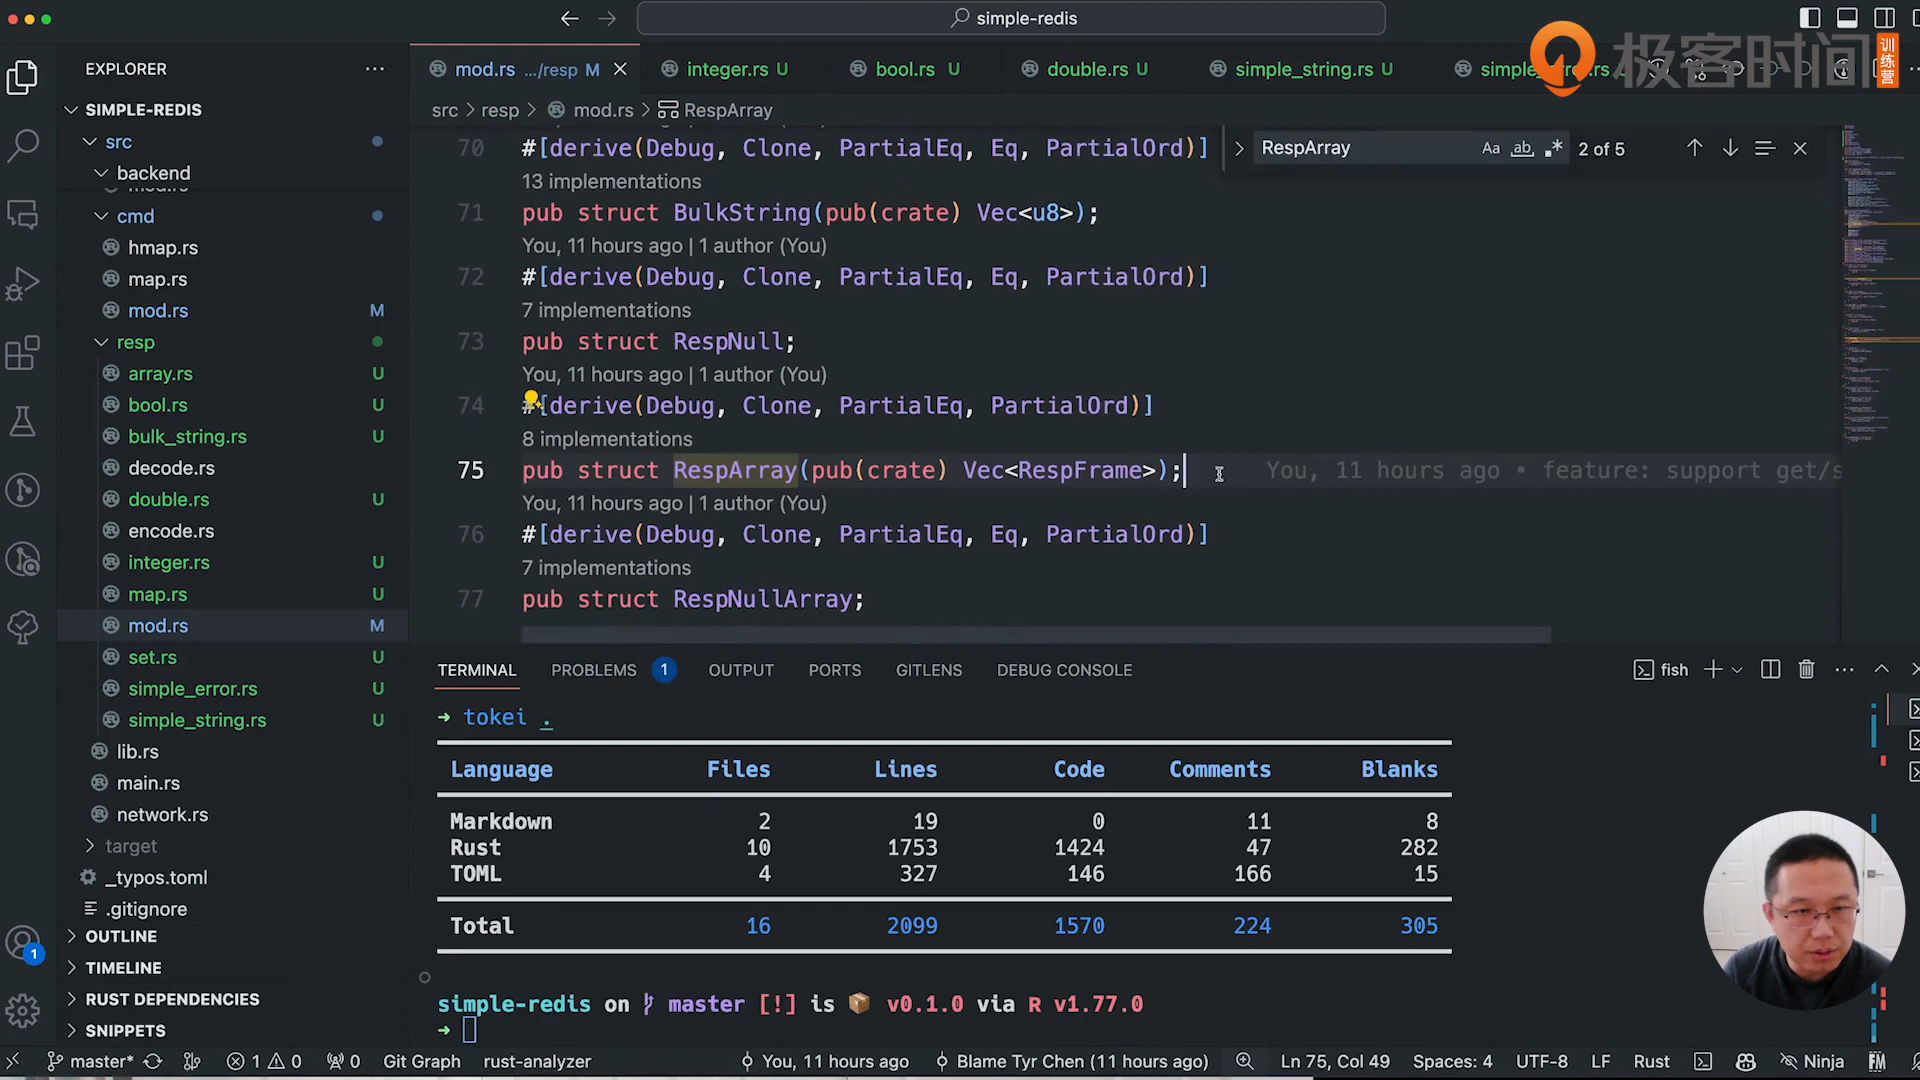 simple-redis
极客时间
训练营
EXPLORER
SIMPLE-REDIS
src
backend
cmd
hmap.rs
map.rs
mod.rs M
resp
array.rs U
bool.rs U
bulk_string.rs U
decode.rs
double.rs U
encode.rs
integer.rs U
map.rs U
mod.rs M
set.rs U
simple_error.rs U
simple_string.rs U
lib.rs
main.rs
network.rs
target
_typos.toml
.gitignore
OUTLINE
TIMELINE
RUST DEPENDENCIES
SNIPPETS
mod.rs .../resp M
integer.rs U
bool.rs U
double.rs U
simple_string.rs U
src > resp > mod.rs > RespArray
RespArray Aa ab .* 2 of 5
70 #[derive(Debug, Clone, PartialEq, Eq, PartialOrd)]
13 implementations
71 pub struct BulkString(pub(crate) Vec<u8>);
You, 11 hours ago | 1 author (You)
72 #[derive(Debug, Clone, PartialEq, Eq, PartialOrd)]
7 implementations
73 pub struct RespNull;
You, 11 hours ago | 1 author (You)
74 #[derive(Debug, Clone, PartialEq, PartialOrd)]
8 implementations
75 pub struct RespArray(pub(crate) Vec<RespFrame>); You, 11 hours ago • feature: support get/s
You, 11 hours ago | 1 author (You)
76 #[derive(Debug, Clone, PartialEq, Eq, PartialOrd)]
7 implementations
77 pub struct RespNullArray;
TERMINAL PROBLEMS 1 OUTPUT PORTS GITLENS DEBUG CONSOLE fish
→ tokei .
Language Files Lines Code Comments Blanks
Markdown 2 19 0 11 8
Rust 10 1753 1424 47 282
TOML 4 327 146 166 15
Total 16 2099 1570 224 305
simple-redis on master [!] is v0.1.0 via R v1.77.0
→
1
master* 1 0 0 Git Graph rust-analyzer You, 11 hours ago Blame Tyr Chen (11 hours ago) Ln 75, Col 49 Spaces: 4 UTF-8 LF Rust Ninja